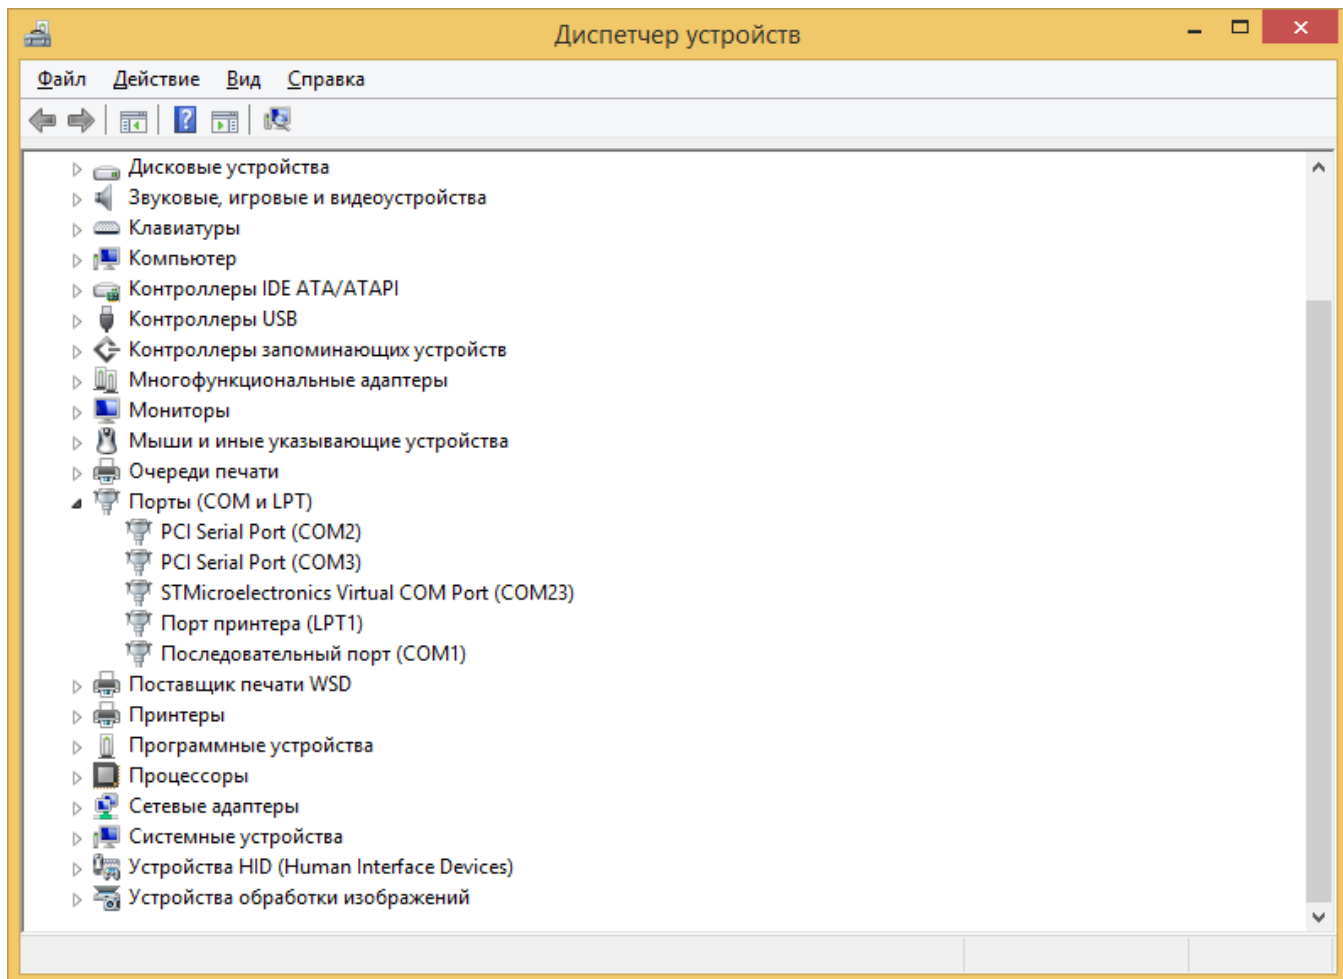 Диспетчер устройств
Файл Действие Вид Справка
Дисковые устройства
Звуковые, игровые и видеоустройства
Клавиатуры
Компьютер
Контроллеры IDE ATA/ATAPI
Контроллеры USB
Контроллеры запоминающих устройств
Многофункциональные адаптеры
Мониторы
Мыши и иные указывающие устройства
Очереди печати
Порты (COM и LPT)
PCI Serial Port (COM2)
PCI Serial Port (COM3)
STMicroelectronics Virtual COM Port (COM23)
Порт принтера (LPT1)
Последовательный порт (COM1)
Поставщик печати WSD
Принтеры
Программные устройства
Процессоры
Сетевые адаптеры
Системные устройства
Устройства HID (Human Interface Devices)
Устройства обработки изображений